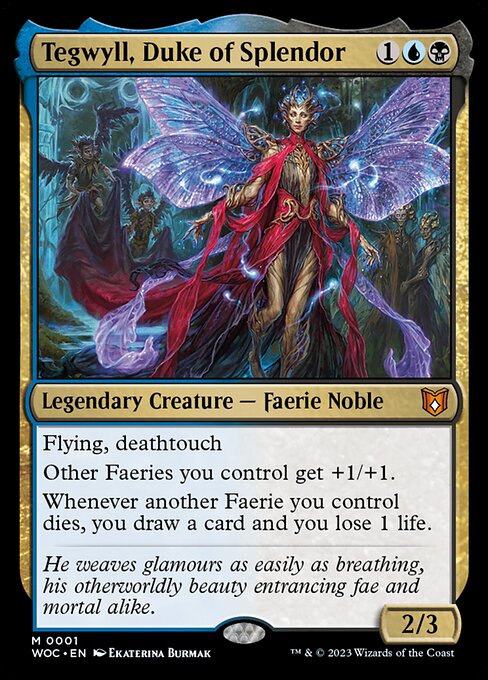 Tegwyll, Duke of Splendor 1
Legendary Creature — Faerie Noble
Flying, deathtouch
Other Faeries you control get +1/+1.
Whenever another Faerie you control
dies, you draw a card and you lose 1 life.
He weaves glamours as easily as breathing,
his otherworldly beauty entrancing fae and
mortal alike.
2/3
M 0001
WOC • EN Ekaterina Burmak
™ & © 2023 Wizards of the Coast